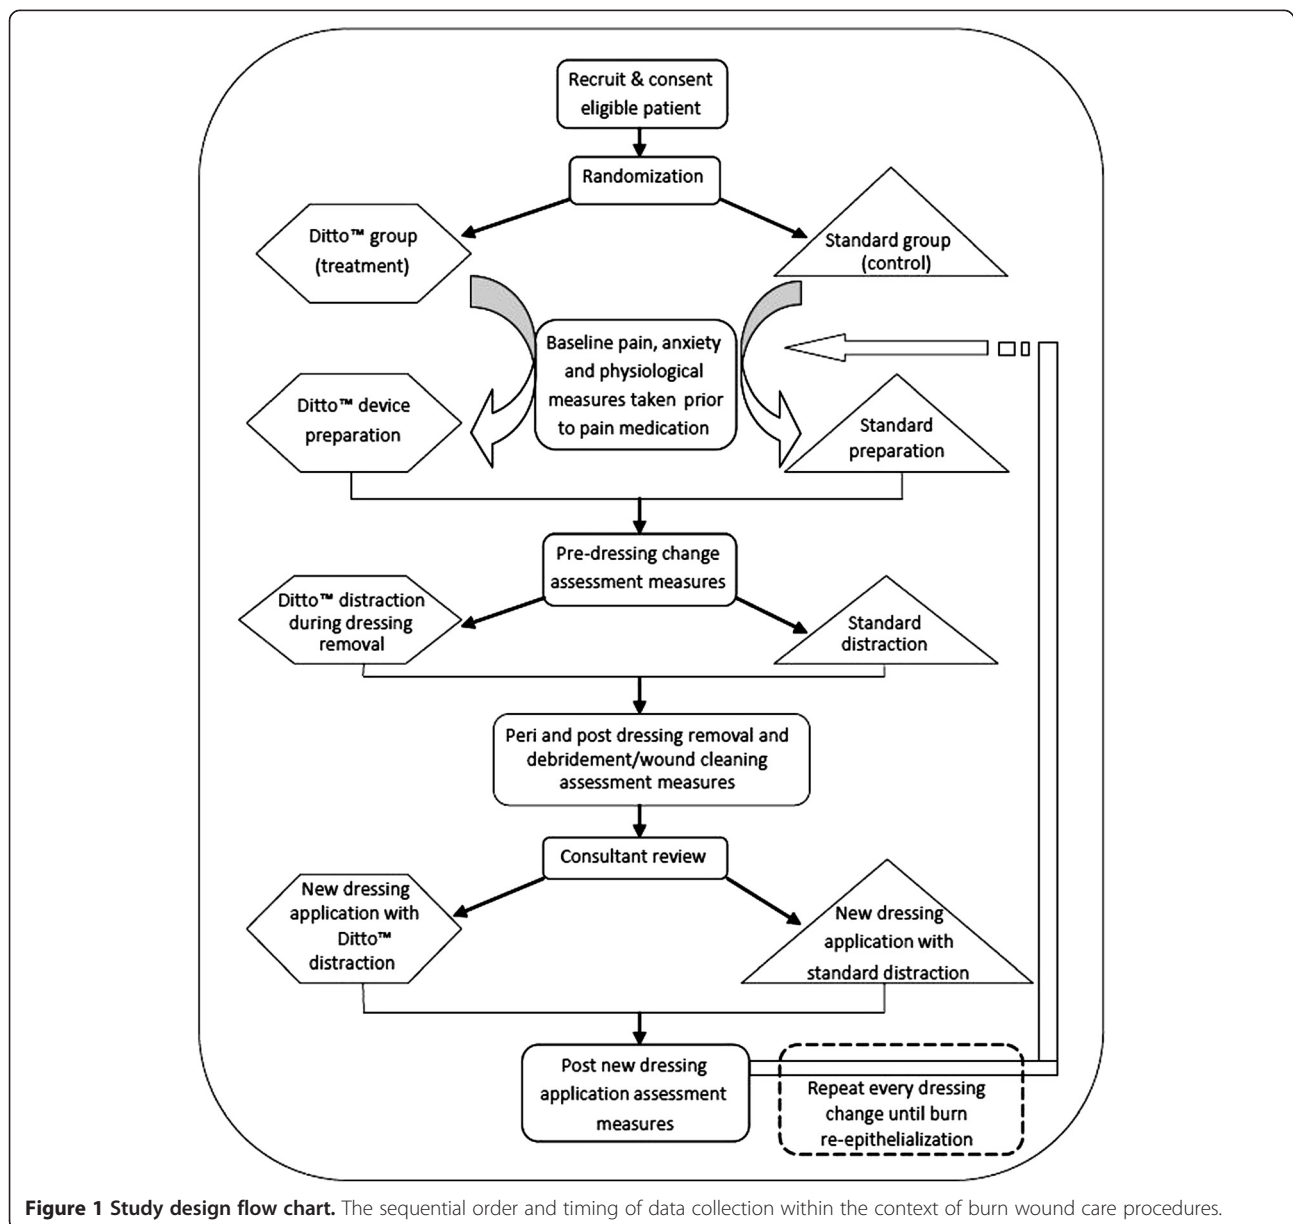 Recruit & consent
eligible patient
Randomization
Ditto™ group
(treatment)
Standard group
(control)
Baseline pain, anxiety
and physiological
measures taken prior
to pain medication
Ditto™ device
preparation
Standard
preparation
Pre-dressing change
assessment measures
Ditto™ distraction
during dressing
removal
Standard
distraction
Peri and post dressing removal and
debridement/wound cleaning
assessment measures
Consultant review
New dressing
application with
Ditto™
distraction
New dressing
application with
standard distraction
Post new dressing
application assessment
measures
Repeat every dressing
change until burn
re-epithelialization
Figure 1 Study design flow chart. The sequential order and timing of data collection within the context of burn wound care procedures.